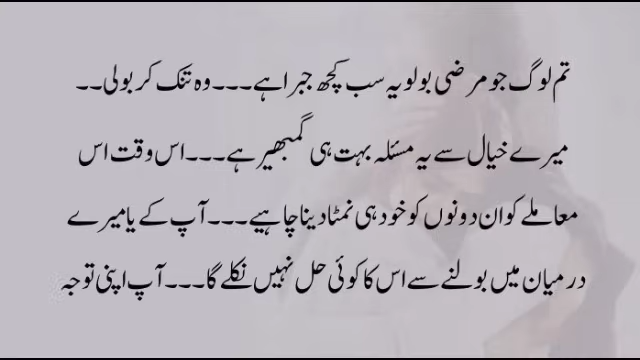 تم لوگ جو مرضی بولو یہ سب کچھ جبرا ہے۔۔۔ وہ تنک کر بولی۔۔
میرے خیال سے یہ مسئلہ بہت ہی گمبھیر ہے۔۔۔ اس وقت اس
معاملے کو ان دونوں کو خود ہی نمٹا دینا چاہیے۔۔۔ آپ کے یا میرے
درمیان میں بولنے سے اس کا کوئی حل نہیں نکلے گا۔۔۔ آپ اپنی توجہ